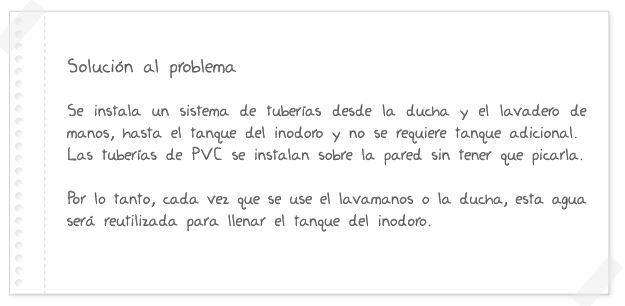 Solución al problema
Se instala un sistema de tuberías desde la ducha y el lavadero de
manos, hasta el tanque del inodoro y no se requiere tanque adicional.
Las tuberías de PVC se instalan sobre la pared sin tener que picarla.
Por lo tanto, cada vez que se use el lavamanos o la ducha, esta agua
será reutilizada para llenar el tanque del inodoro.